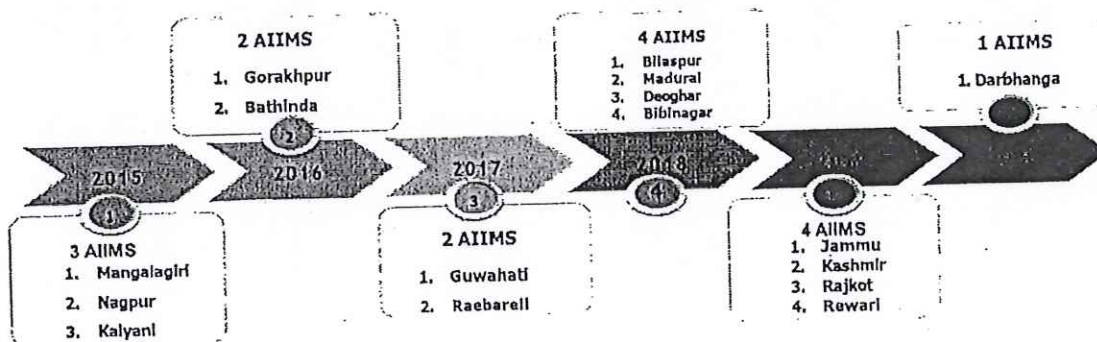 2 AIIMS
1. Gorakhpur
2. Bathinda
2
4 AIIMS
1. Bilaspur
2. Madurai
3. Deoghar
4. Bibinagar
1 AIIMS
1. Darbhanga
2015
2016
2017
2018
1
3
4
3 AIIMS
1. Mangalagiri
2. Nagpur
3. Kalyani
2 AIIMS
1. Guwahati
2. Raebareli
4 AIIMS
1. Jammu
2. Kashmir
3. Rajkot
4. Rewari